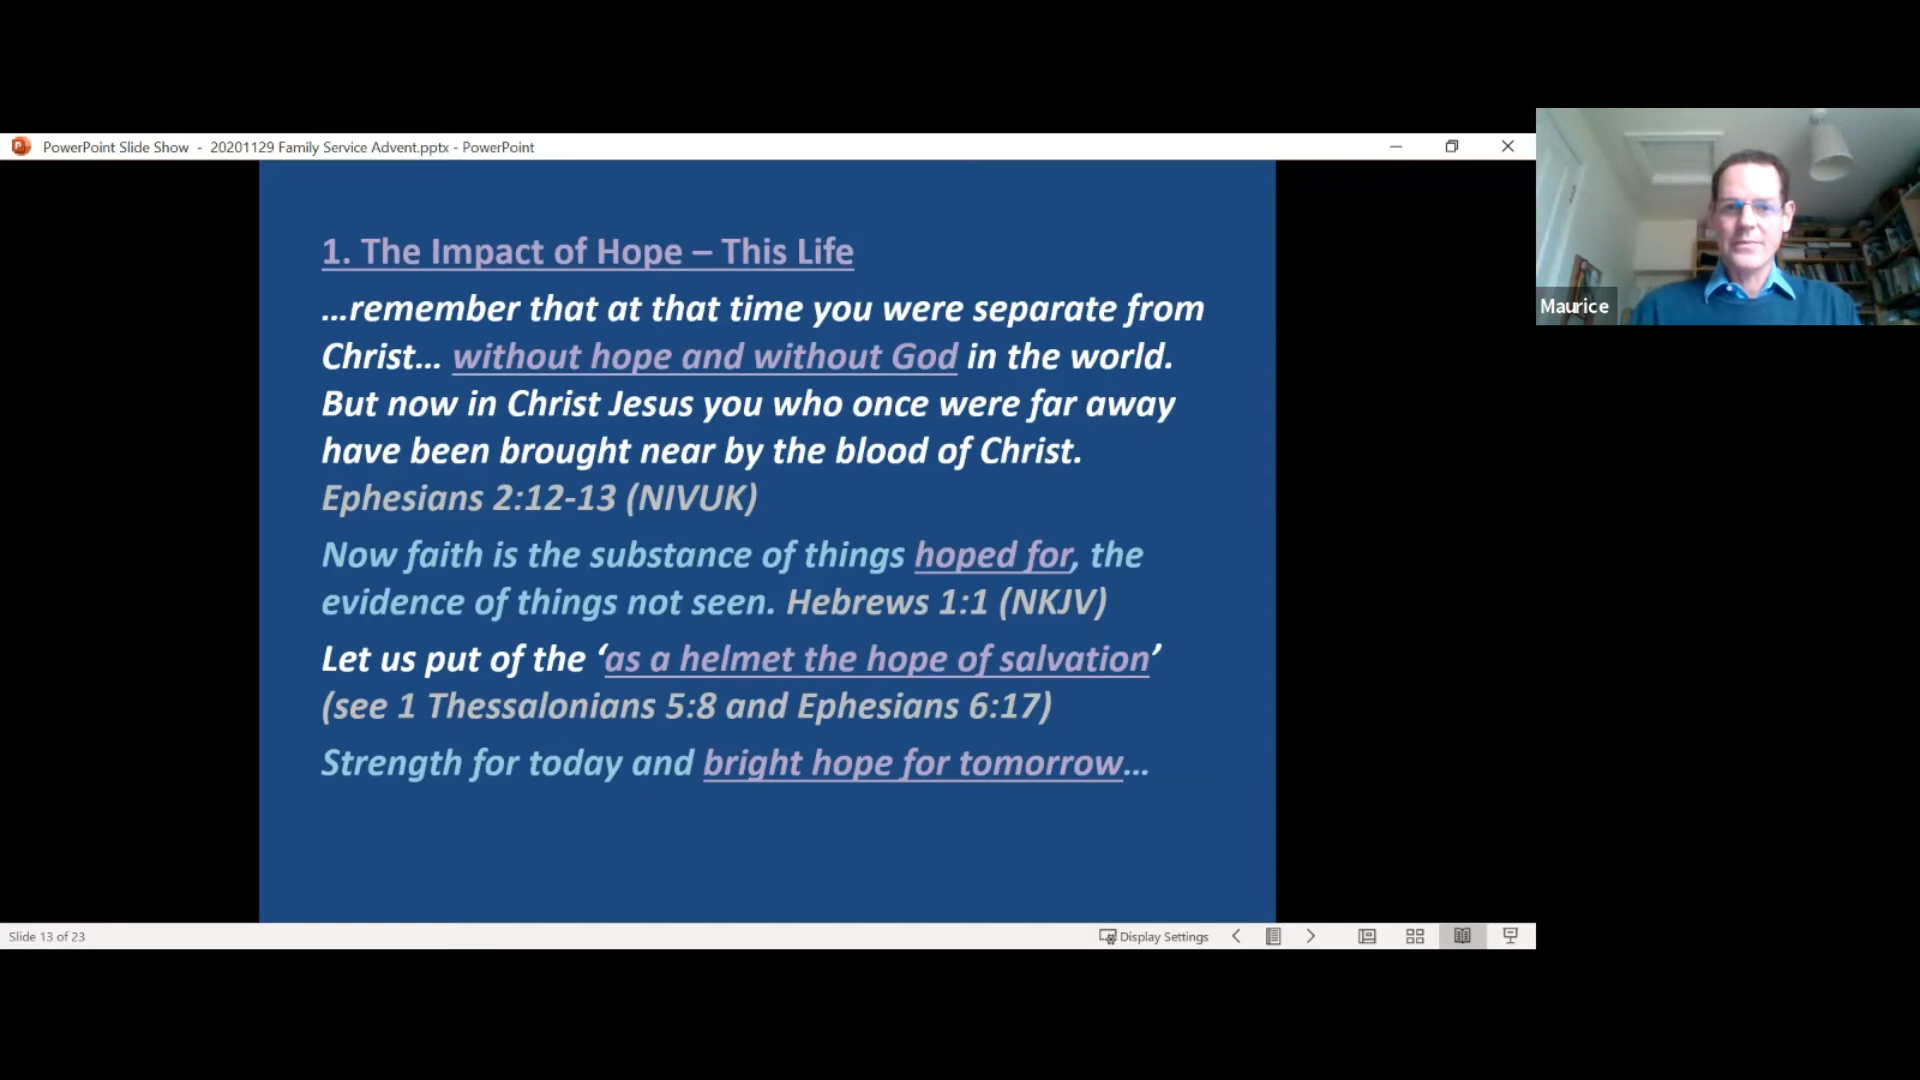 PowerPoint Slide Show - 20201129 Family Service Advent.pptx - PowerPoint
1. The Impact of Hope – This Life
...remember that at that time you were separate from
Christ... without hope and without God in the world.
But now in Christ Jesus you who once were far away
have been brought near by the blood of Christ.
Ephesians 2:12-13 (NIVUK)
Now faith is the substance of things hoped for, the
evidence of things not seen. Hebrews 1:1 (NKJV)
Let us put of the ‘as a helmet the hope of salvation’
(see 1 Thessalonians 5:8 and Ephesians 6:17)
Strength for today and bright hope for tomorrow...
Maurice
Slide 13 of 23
Display Settings